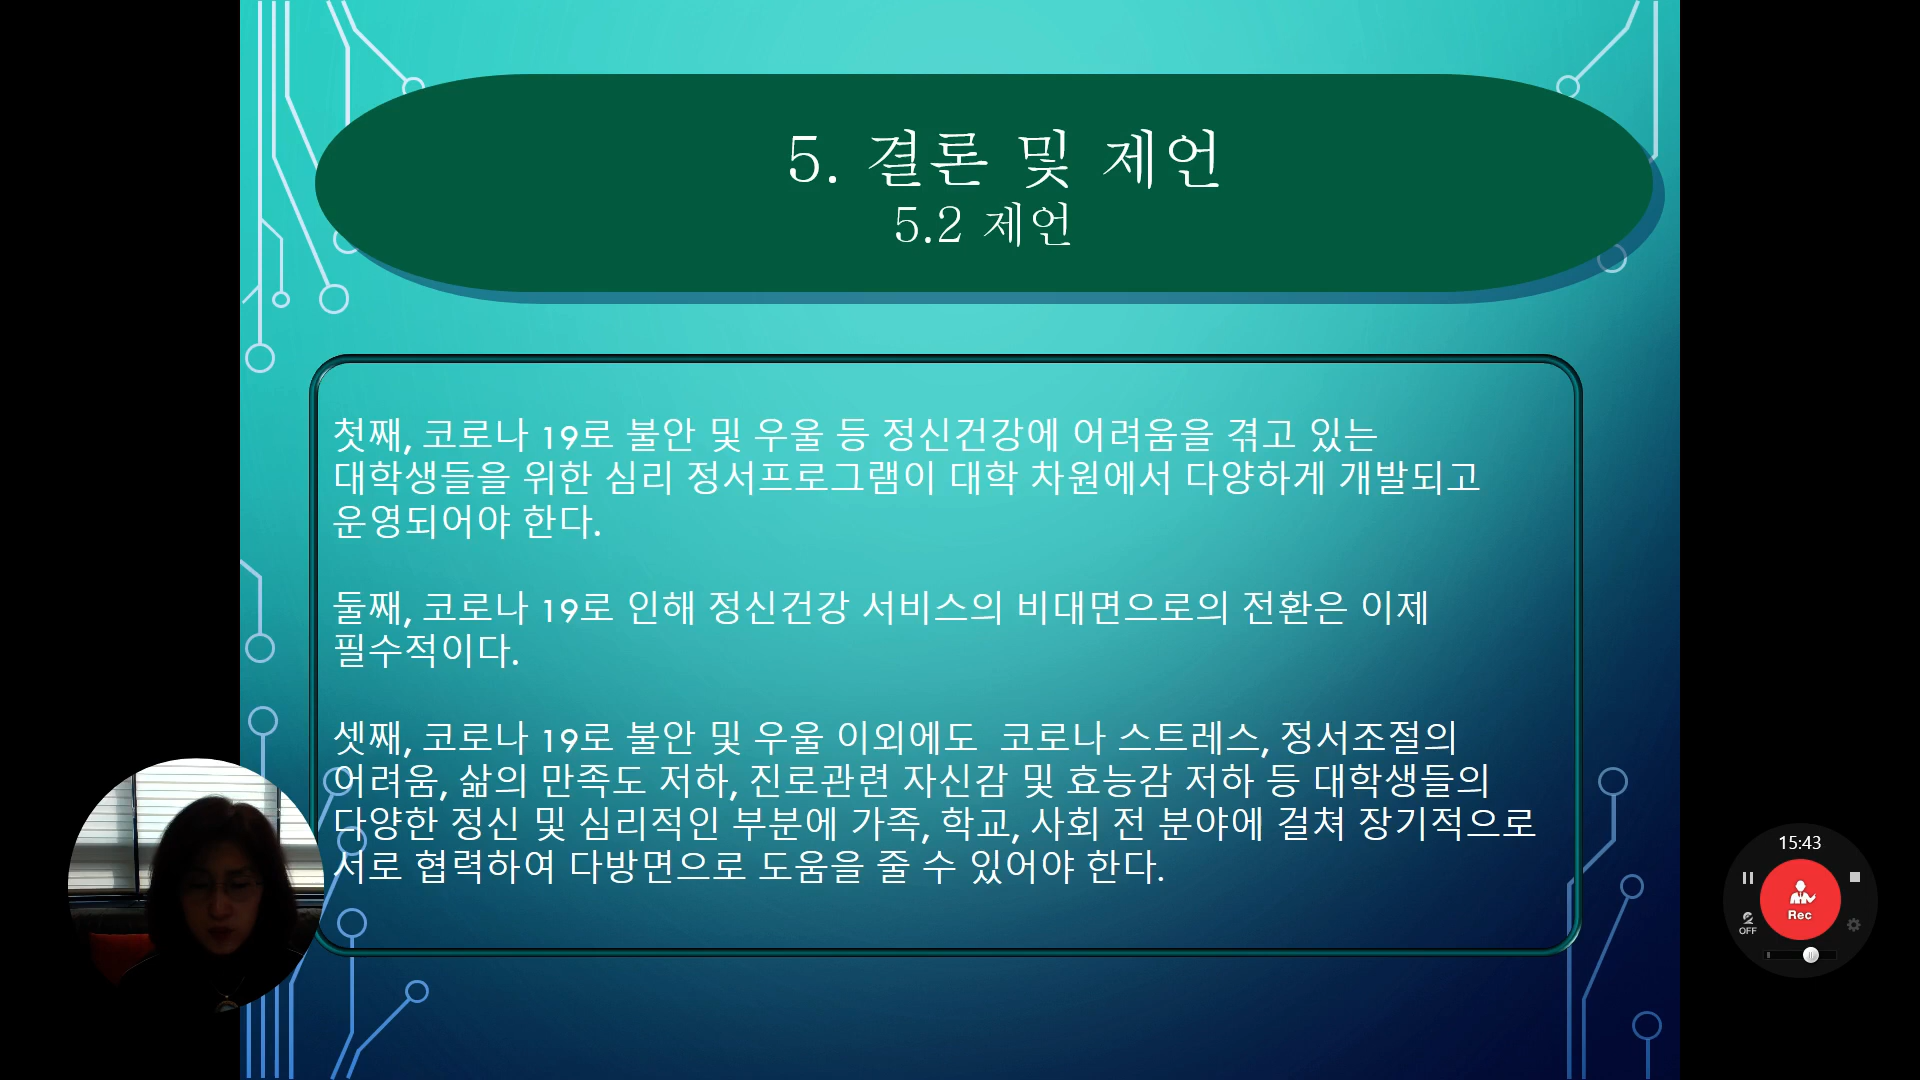 5. 결론 및 제언
5.2 제언
첫째, 코로나 19로 불안 및 우울 등 정신건강에 어려움을 겪고 있는
대학생들을 위한 심리 정서프로그램이 대학 차원에서 다양하게 개발되고
운영되어야 한다.
둘째, 코로나 19로 인해 정신건강 서비스의 비대면으로의 전환은 이제
필수적이다.
셋째, 코로나 19로 불안 및 우울 이외에도 코로나 스트레스, 정서조절의
어려움, 삶의 만족도 저하, 진로관련 자신감 및 효능감 저하 등 대학생들의
다양한 정신 및 심리적인 부분에 가족, 학교, 사회 전 분야에 걸쳐 장기적으로
서로 협력하여 다방면으로 도움을 줄 수 있어야 한다.
15:43
Rec
OFF